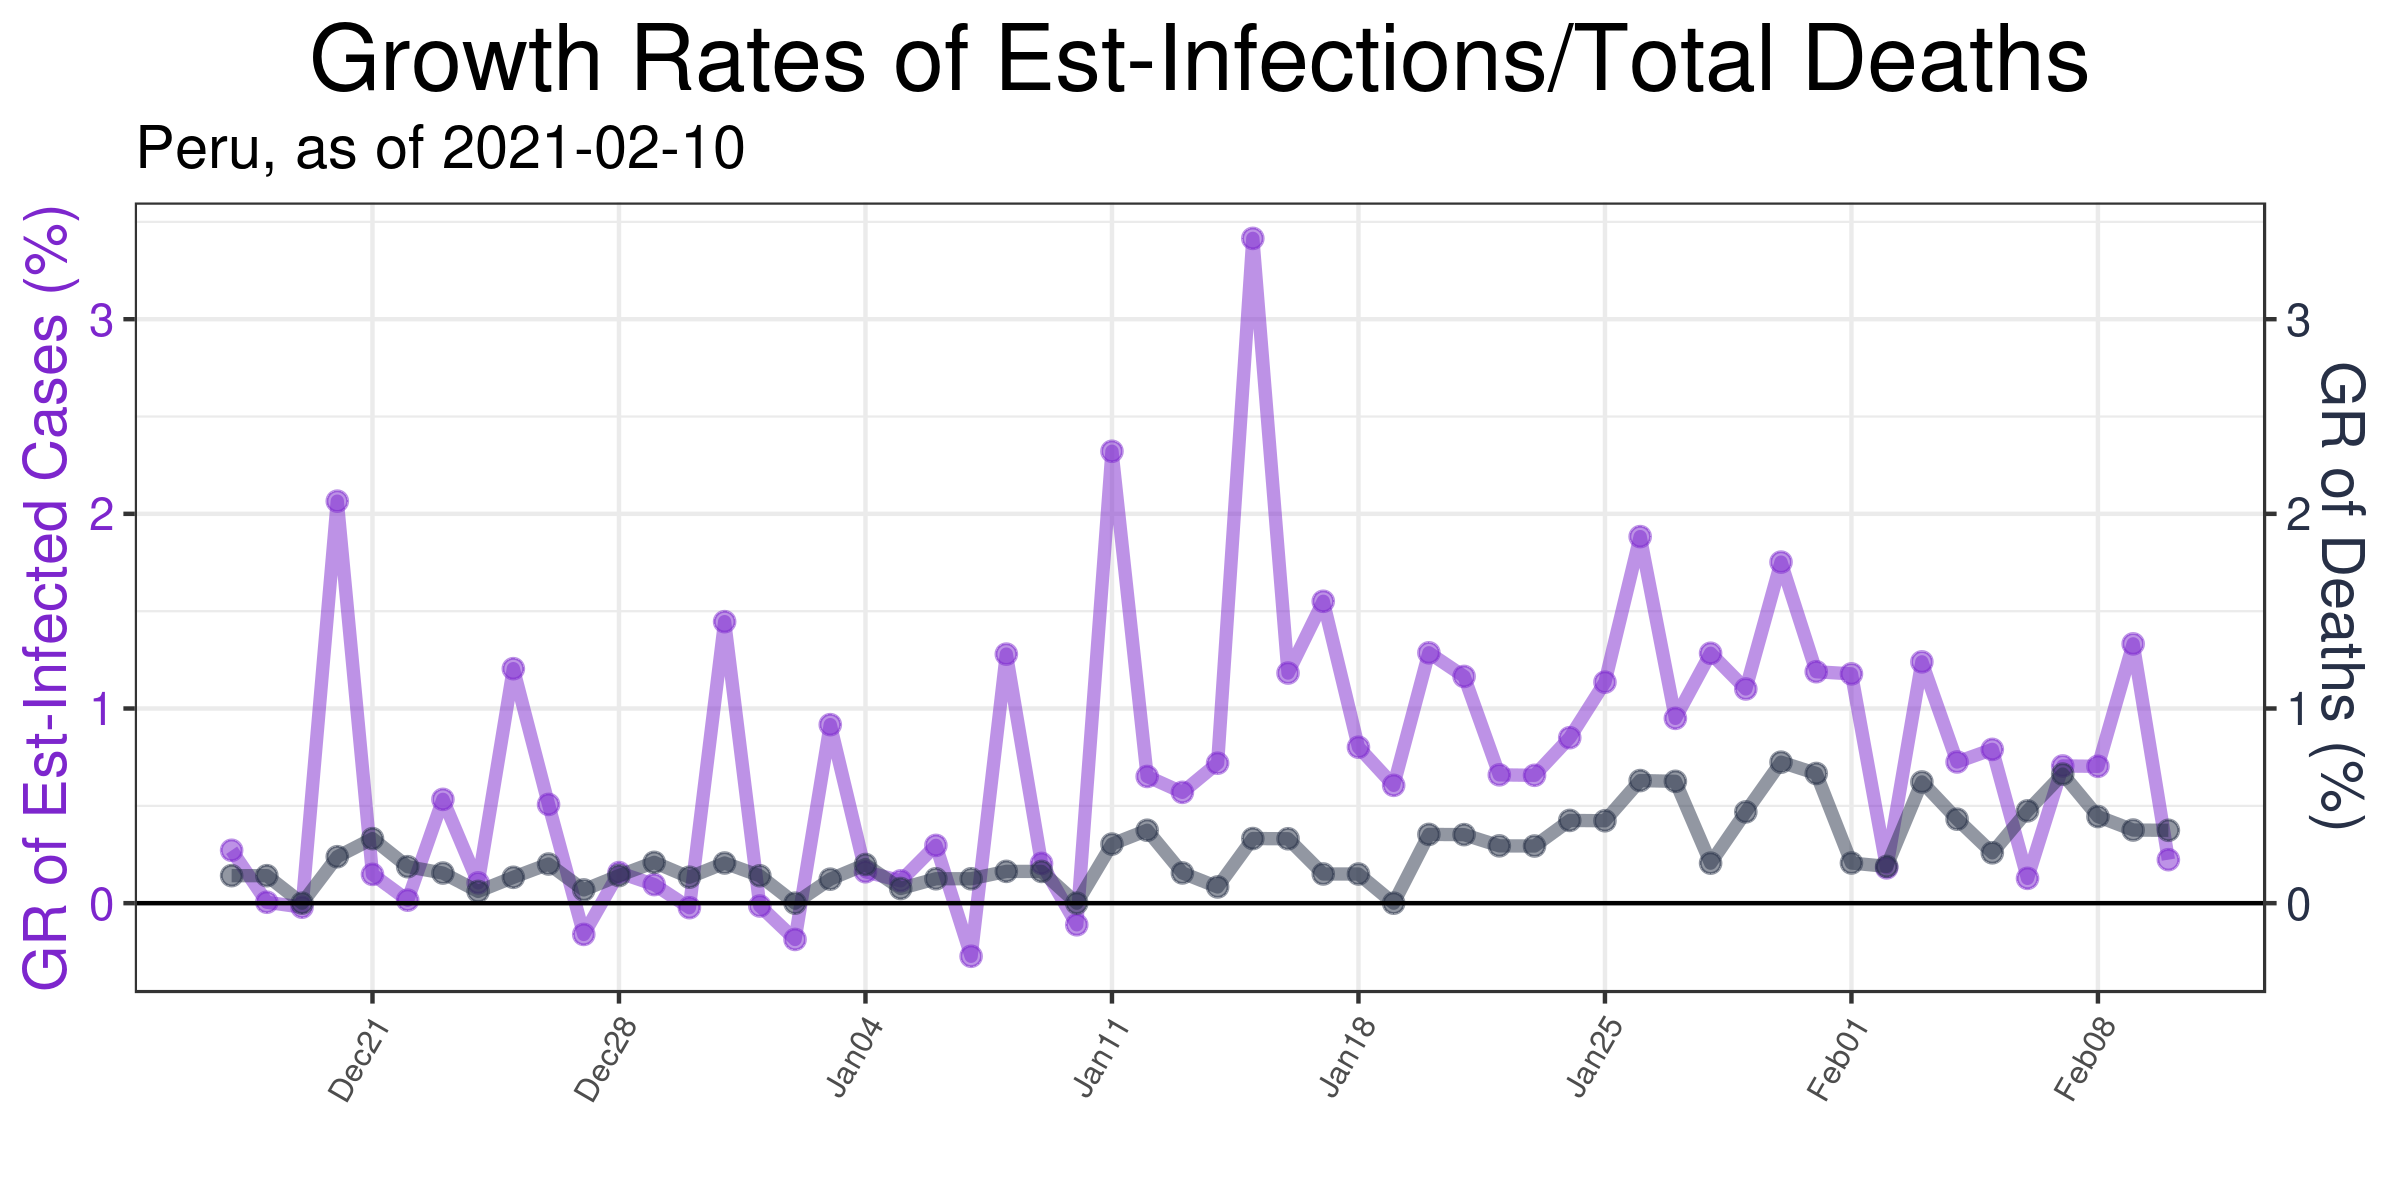 Growth Rates of Est-Infections/Total Deaths
Peru, as of 2021-02-10
GR of Est-Infected Cases (%)
3
2
1
0
3
2
1
0
GR of Deaths (%)
Dec21
Dec28
Jan04
Jan11
Jan18
Jan25
Feb01
Feb08